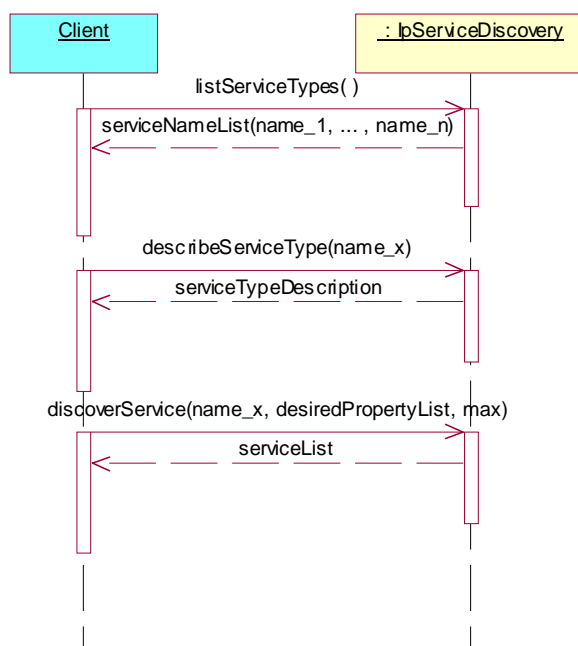 Client
: IpServiceDiscovery
listServiceTypes( )
serviceNameList(name_1, ... , name_n)
describeServiceType(name_x)
serviceTypeDescription
discoverService(name_x, desiredPropertyList, max)
serviceList